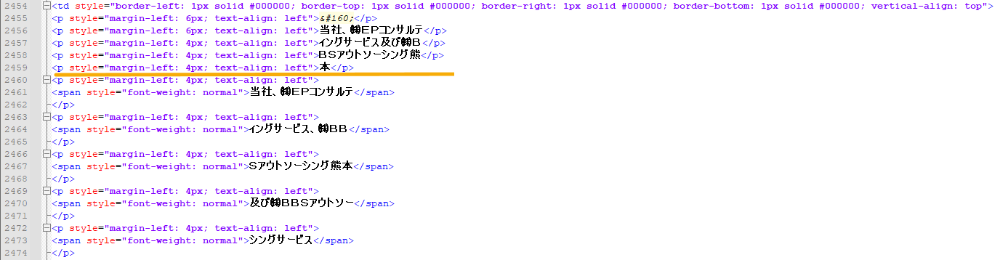 2454 <td style="border-left: 1px solid #000000; border-top: 1px solid #000000; border-right: 1px solid #000000; border-bottom: 1px solid #000000; vertical-align: top">
2455 <p style="margin-left: 6px; text-align: left">&#160;</p>
2456 <p style="margin-left: 6px; text-align: left">当社、㈱ＥＰコンサルテ</p>
2457 <p style="margin-left: 4px; text-align: left">ィングサービス及び㈱Ｂ</p>
2458 <p style="margin-left: 4px; text-align: left">ＢＳアウトソーシング熊</p>
2459 <p style="margin-left: 4px; text-align: left">本</p>
2460 <p style="margin-left: 4px; text-align: left">
2461 <span style="font-weight: normal">当社、㈱ＥＰコンサルテ</span>
2462 </p>
2463 <p style="margin-left: 4px; text-align: left">
2464 <span style="font-weight: normal">ィングサービス、㈱ＢＢ</span>
2465 </p>
2466 <p style="margin-left: 4px; text-align: left">
2467 <span style="font-weight: normal">Ｓアウトソーシング熊本</span>
2468 </p>
2469 <p style="margin-left: 4px; text-align: left">
2470 <span style="font-weight: normal">及び㈱ＢＢＳアウトソー</span>
2471 </p>
2472 <p style="margin-left: 4px; text-align: left">
2473 <span style="font-weight: normal">シングサービス</span>
2474 </p>